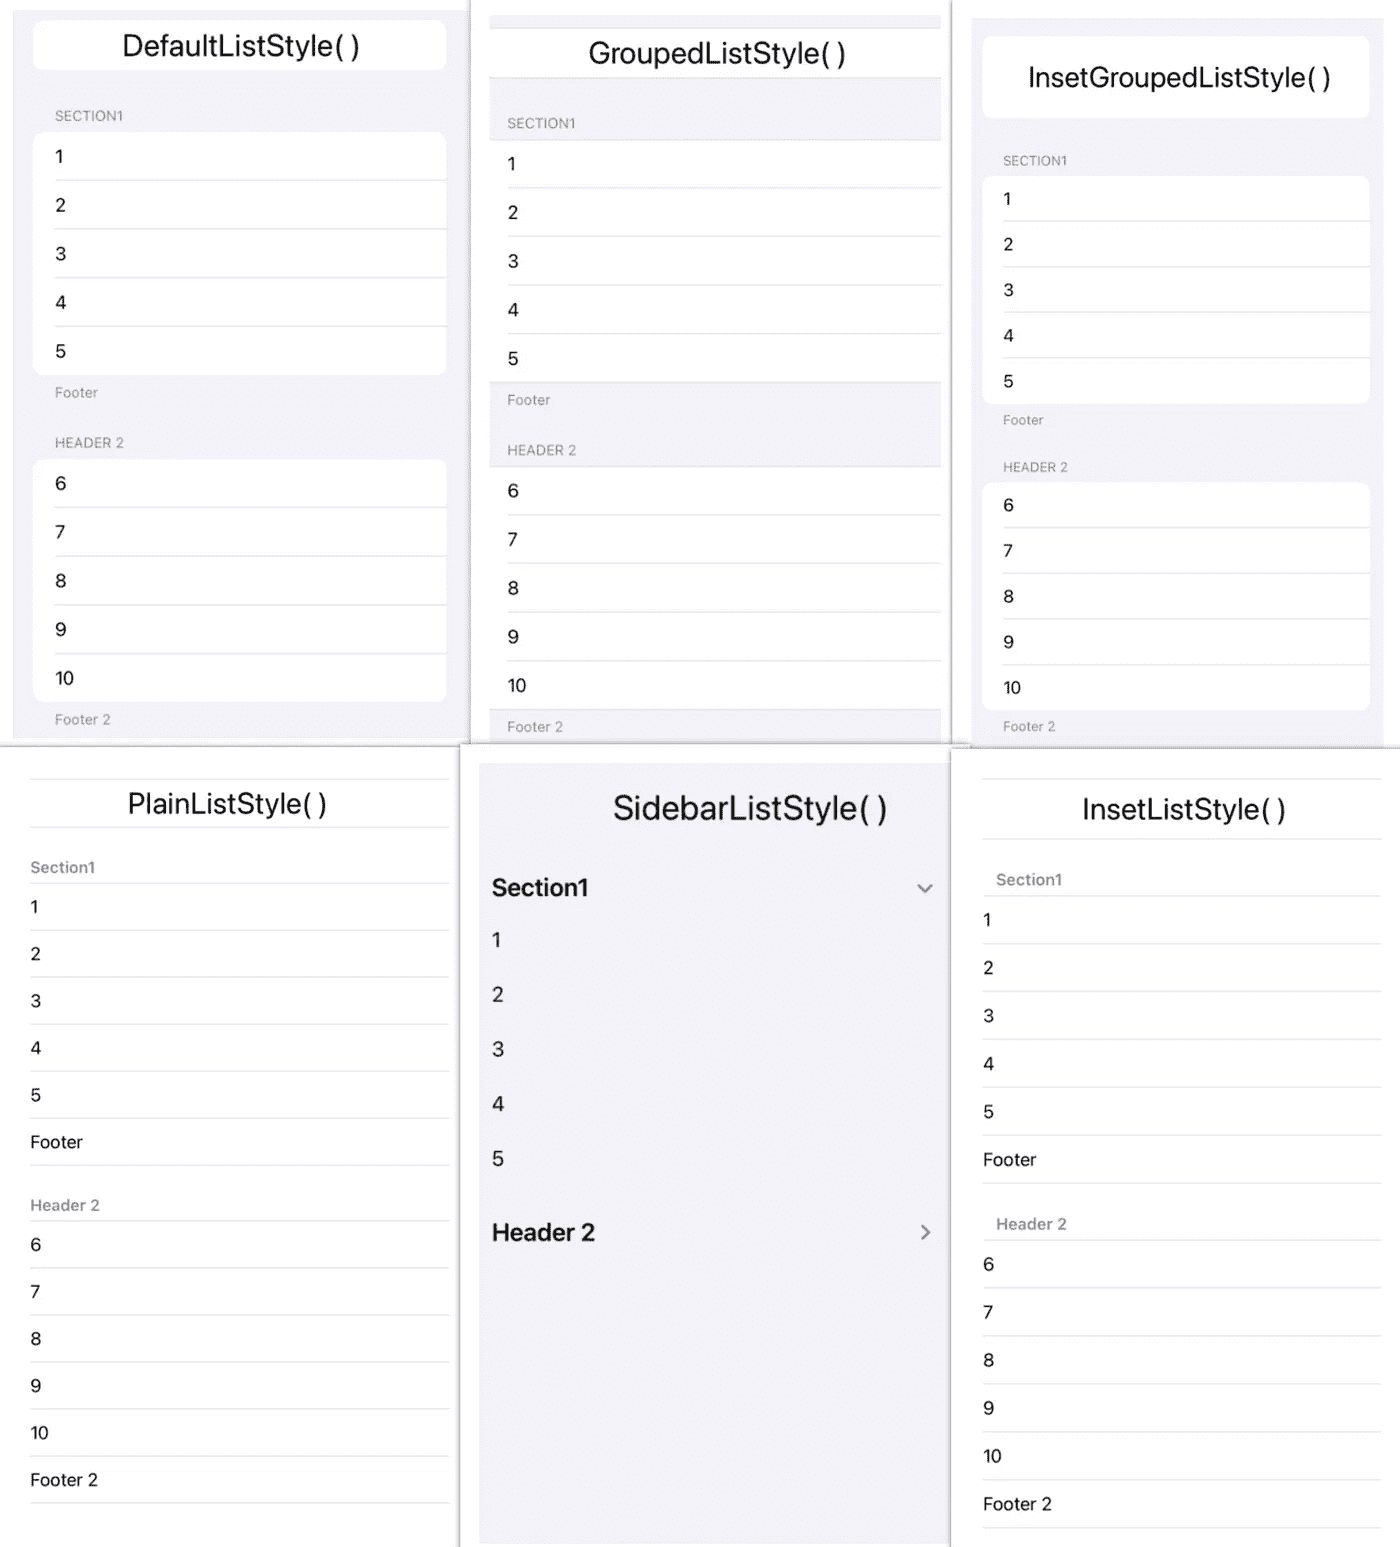 DefaultListStyle( )
SECTION1
1
2
3
4
5
Footer
HEADER 2
6
7
8
9
10
Footer 2
GroupedListStyle( )
SECTION1
1
2
3
4
5
Footer
HEADER 2
6
7
8
9
10
Footer 2
InsetGroupedListStyle( )
SECTION1
1
2
3
4
5
Footer
HEADER 2
6
7
8
9
10
Footer 2
PlainListStyle( )
Section1
1
2
3
4
5
Footer
Header 2
6
7
8
9
10
Footer 2
SidebarListStyle( )
Section1
1
2
3
4
5
Header 2
InsetListStyle( )
Section1
1
2
3
4
5
Footer
Header 2
6
7
8
9
10
Footer 2